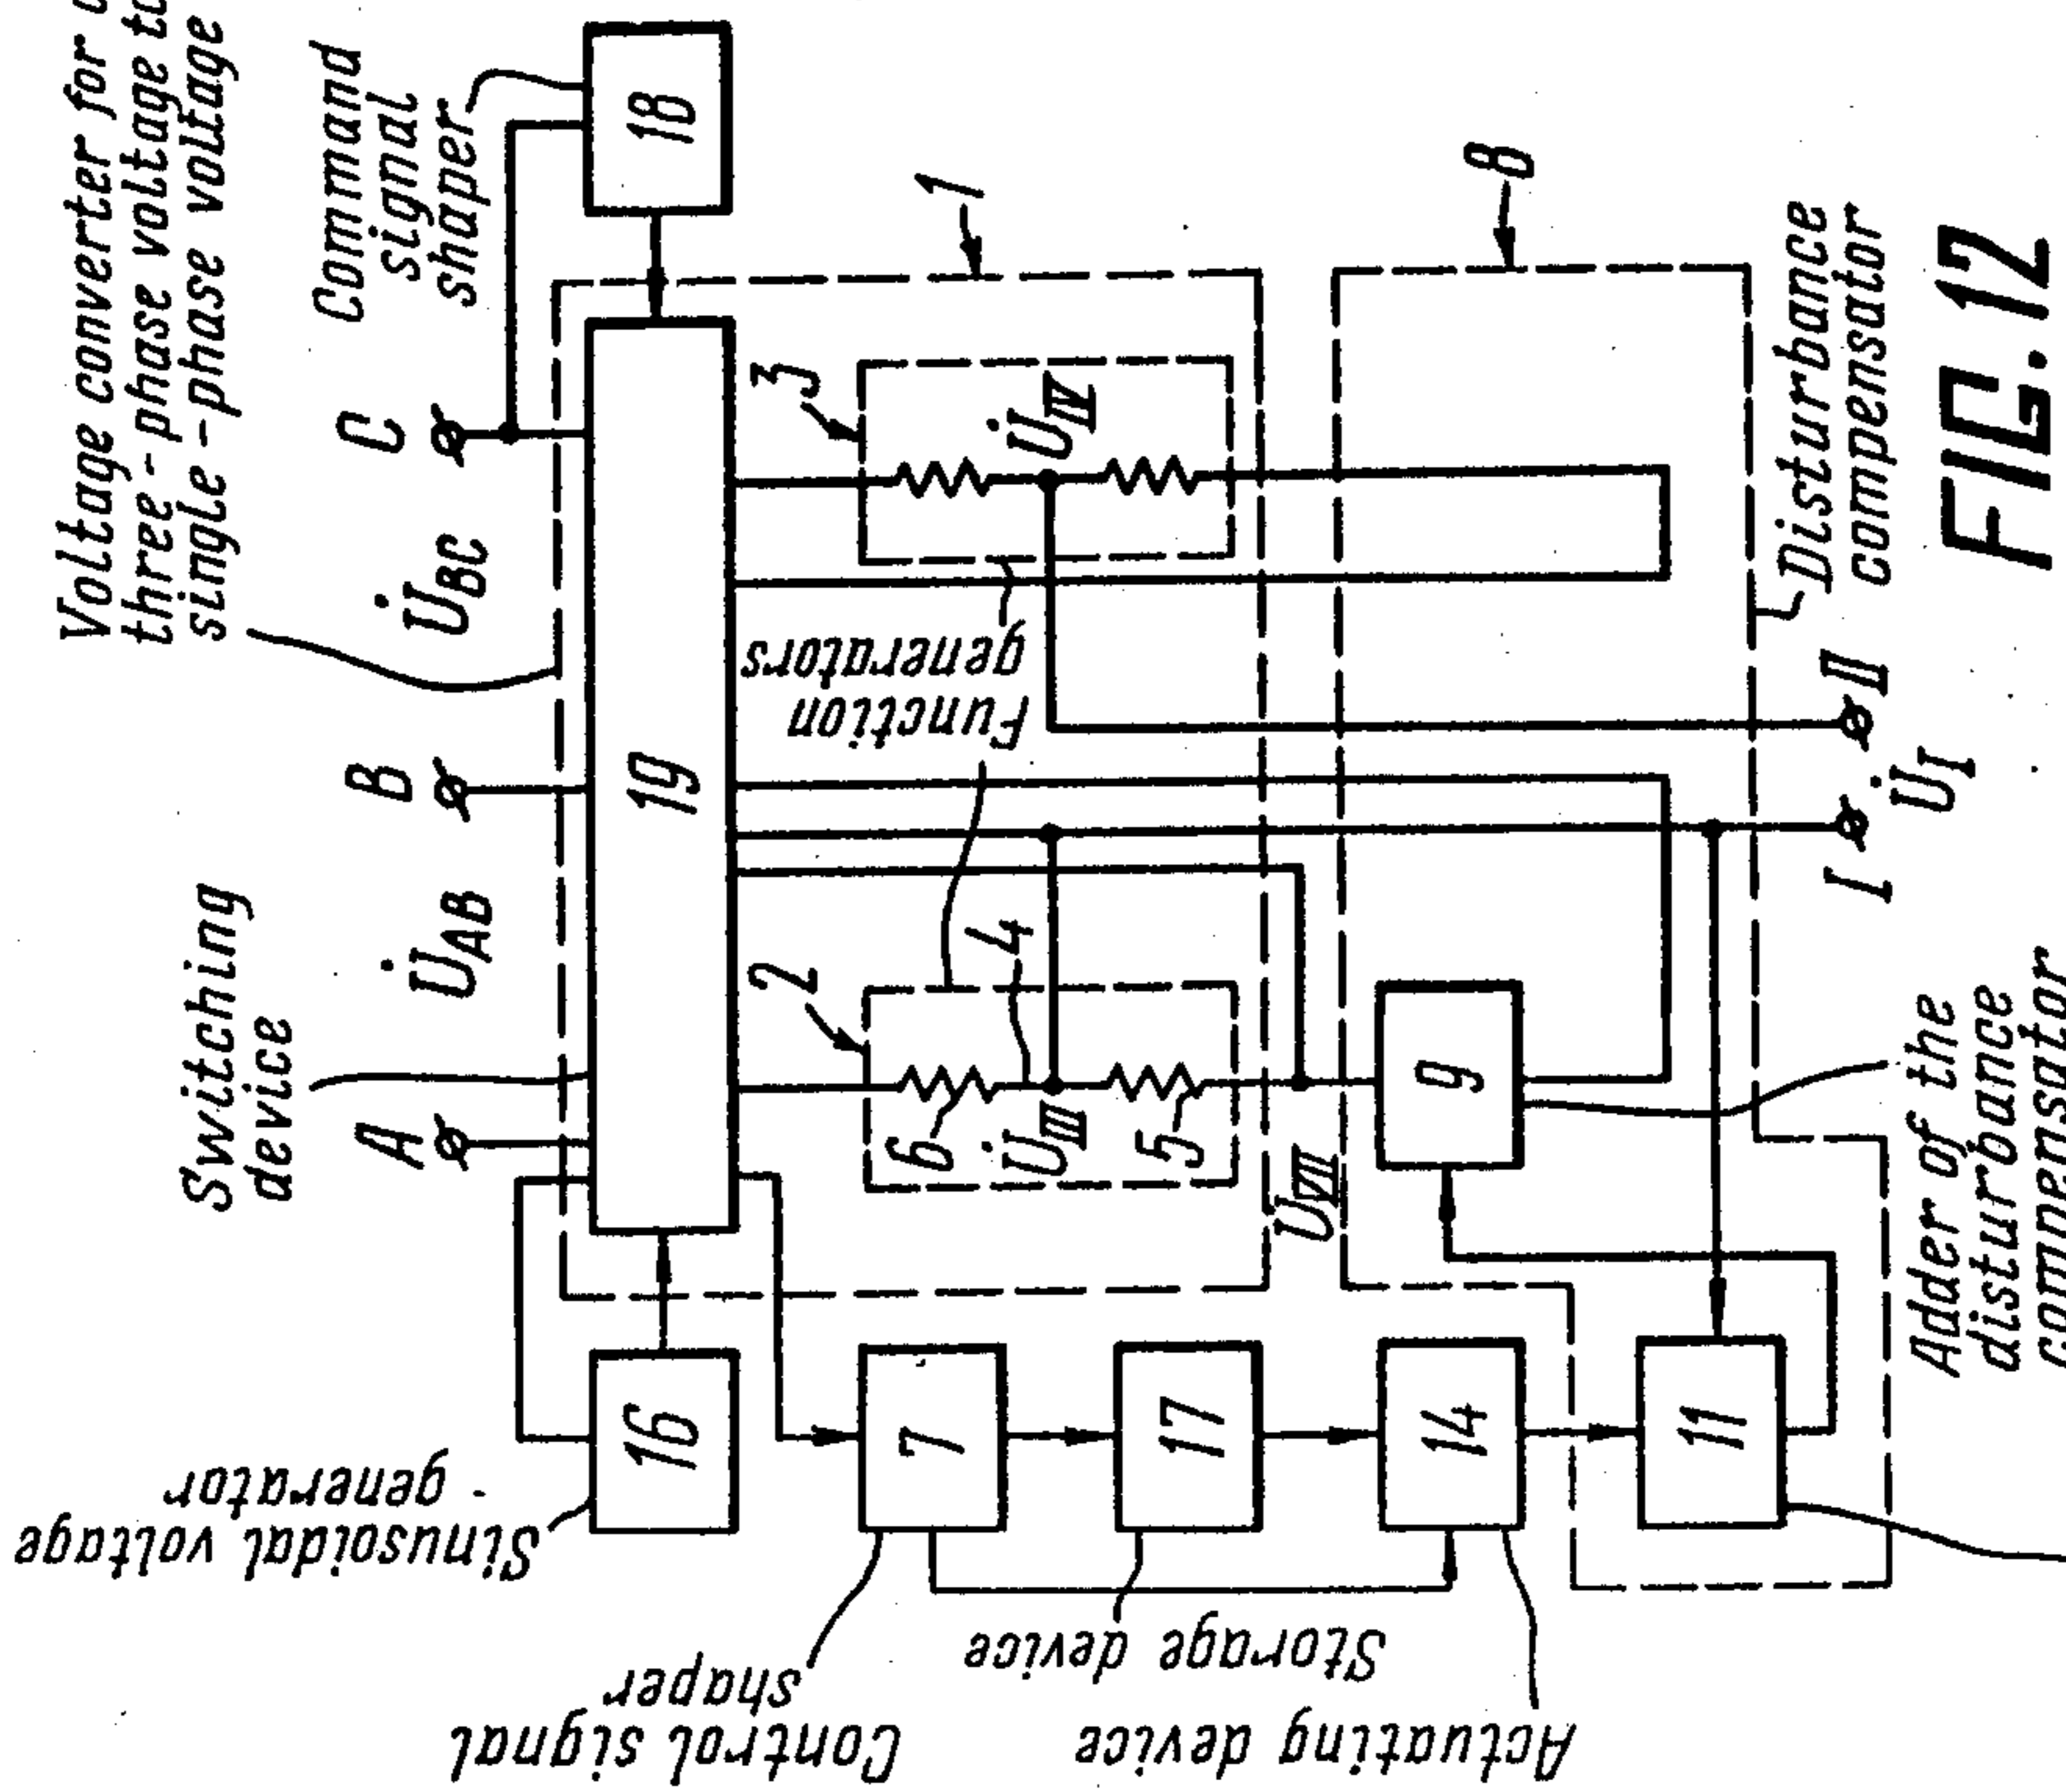 Voltage converter for
three-phase voltage to
single-phase voltage
Command
signal
shaper
Switching
device
A
U̇AB
B
U̇BC
C
Sinusoidal voltage
generator
16
19
18
1
2
3
6
4
5
U̇III
U̇IV
Function
generators
UVII
7
17
14
11
9
8
Control signal
shaper
Storage device
Actuating device
Adder of the
disturbance
compensator
I
U̇I
II
Disturbance
compensator
FIG.12